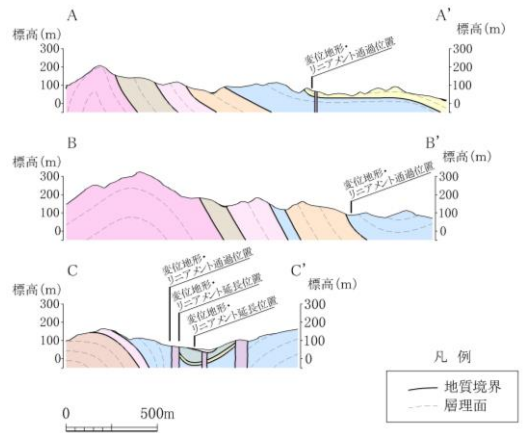 A
A'
標高(m)
標高(m)
300
200
100
0
変位地形・
リニアメント通過位置
300
200
100
0
B
B'
標高(m)
標高(m)
300
200
100
0
変位地形・
リニアメント通過位置
300
200
100
0
C
C'
標高(m)
標高(m)
変位地形・
リニアメント通過位置
変位地形・
リニアメント延長位置
変位地形・
リニアメント延長位置
300
200
100
0
300
200
100
0
凡 例
地質境界
層理面
0
500m